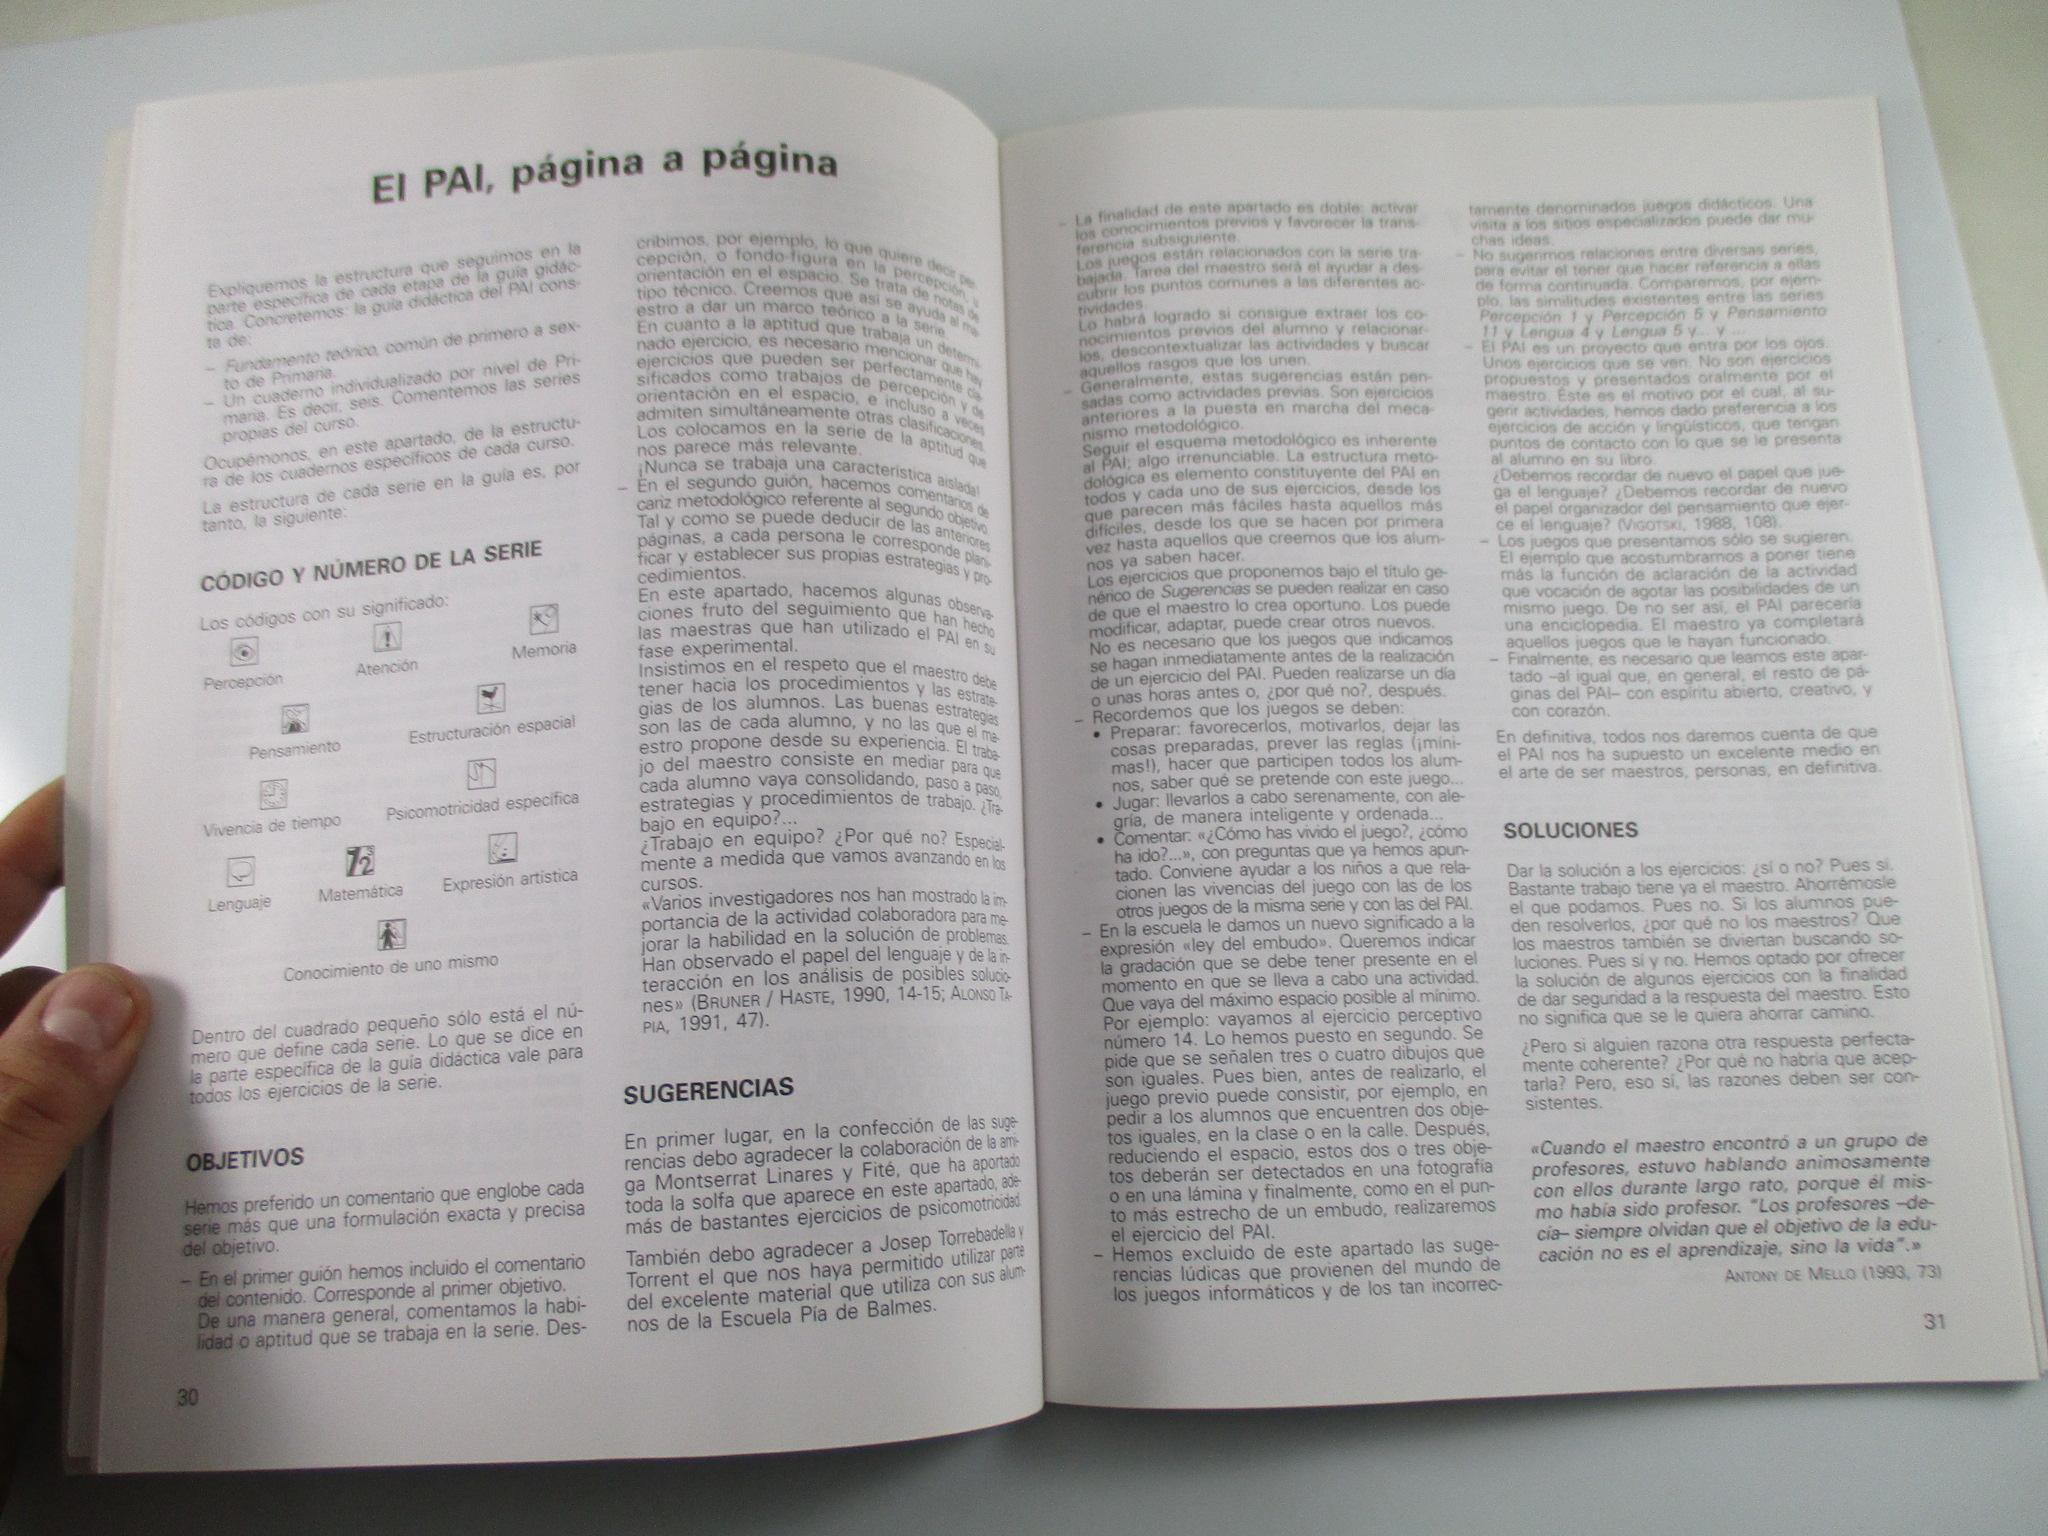 El PAI, página a página
Expliquemos la estructura que seguimos en la
parte específica de cada etapa de la guía gidác-
tica. Concretemos: la guía didáctica del PAI cons-
ta de:
– Fundamento teórico, común de primero a sex-
to de Primaria.
– Un cuaderno individualizado por nivel de Pri-
maria. Es decir, seis. Comentemos las series
propias del curso.
Ocupémonos, en este apartado, de la estructu-
ra de los cuadernos específicos de cada curso.
La estructura de cada serie en la guía es, por
tanto, la siguiente:
CÓDIGO Y NÚMERO DE LA SERIE
Los códigos con su significado:
Percepción
Atención
Memoria
Pensamiento
Estructuración espacial
Vivencia de tiempo
Psicomotricidad específica
Lenguaje
Matemática
Expresión artística
Conocimiento de uno mismo
Dentro del cuadrado pequeño sólo está el nú-
mero que define cada serie. Lo que se dice en
la parte específica de la guía didáctica vale para
todos los ejercicios de la serie.
OBJETIVOS
Hemos preferido un comentario que englobe cada
serie más que una formulación exacta y precisa
del objetivo.
– En el primer guión hemos incluido el comentario
del contenido. Corresponde al primer objetivo.
De una manera general, comentamos la habi-
lidad o aptitud que se trabaja en la serie. Des-
30
cribimos, por ejemplo, lo que quiere decir per-
cepción, o fondo-figura en la percepción, u
orientación en el espacio. Se trata de notas de
tipo técnico. Creemos que así se ayuda al ma-
estro a dar un marco teórico a la serie.
En cuanto a la aptitud que trabaja un determi-
nado ejercicio, es necesario mencionar que hay
ejercicios que pueden ser perfectamente cla-
sificados como trabajos de percepción y de
orientación en el espacio, e incluso a veces
admiten simultáneamente otras clasificaciones.
Los colocamos en la serie de la aptitud que
nos parece más relevante.
¡Nunca se trabaja una característica aislada!
– En el segundo guión, hacemos comentarios de
cariz metodológico referente al segundo objetivo.
Tal y como se puede deducir de las anteriores
páginas, a cada persona le corresponde plani-
ficar y establecer sus propias estrategias y pro-
cedimientos.
En este apartado, hacemos algunas observa-
ciones fruto del seguimiento que han hecho
las maestras que han utilizado el PAI en su
fase experimental.
Insistimos en el respeto que el maestro debe
tener hacia los procedimientos y las estrate-
gias de los alumnos. Las buenas estrategias
son las de cada alumno, y no las que el ma-
estro propone desde su experiencia. El traba-
jo del maestro consiste en mediar para que
cada alumno vaya consolidando, paso a paso,
estrategias y procedimientos de trabajo. ¿Tra-
bajo en equipo?...
¿Trabajo en equipo? ¿Por qué no? Especial-
mente a medida que vamos avanzando en los
cursos.
«Varios investigadores nos han mostrado la im-
portancia de la actividad colaboradora para me-
jorar la habilidad en la solución de problemas.
Han observado el papel del lenguaje y de la in-
teracción en los análisis de posibles solucio-
nes» (BRUNER / HASTE, 1990, 14-15; ALONSO TA-
PIA, 1991, 47).
SUGERENCIAS
En primer lugar, en la confección de las suge-
rencias debo agradecer la colaboración de la ami-
ga Montserrat Linares y Fité, que ha aportado
toda la solfa que aparece en este apartado, ade-
más de bastantes ejercicios de psicomotricidad.
También debo agradecer a Josep Torrebadella y
Torrent el que nos haya permitido utilizar parte
del excelente material que utiliza con sus alum-
nos de la Escuela Pía de Balmes.
– La finalidad de este apartado es doble: activar
los conocimientos previos y favorecer la trans-
ferencia subsiguiente.
Los juegos están relacionados con la serie tra-
bajada. Tarea del maestro será el ayudar a des-
cubrir los puntos comunes a las diferentes ac-
tividades.
Lo habrá logrado si consigue extraer los co-
nocimientos previos del alumno y relacionar-
los, descontextualizar las actividades y buscar
aquellos rasgos que los unen.
– Generalmente, estas sugerencias están pen-
sadas como actividades previas. Son ejercicios
anteriores a la puesta en marcha del meca-
nismo metodológico.
Seguir el esquema metodológico es inherente
al PAI; algo irrenunciable. La estructura meto-
dológica es elemento constituyente del PAI en
todos y cada uno de sus ejercicios, desde los
que parecen más fáciles hasta aquellos más
difíciles, desde los que se hacen por primera
vez hasta aquellos que creemos que los alum-
nos ya saben hacer.
Los ejercicios que proponemos bajo el título ge-
nérico de Sugerencias se pueden realizar en caso
de que el maestro lo crea oportuno. Los puede
modificar, adaptar, puede crear otros nuevos.
No es necesario que los juegos que indicamos
se hagan inmediatamente antes de la realización
de un ejercicio del PAI. Pueden realizarse un día
o unas horas antes o, ¿por qué no?, después.
– Recordemos que los juegos se deben:
• Preparar: favorecerlos, motivarlos, dejar las
cosas preparadas, prever las reglas (¡míni-
mas!), hacer que participen todos los alum-
nos, saber qué se pretende con este juego...
• Jugar: llevarlos a cabo serenamente, con ale-
gría, de manera inteligente y ordenada...
• Comentar: «¿Cómo has vivido el juego?, ¿cómo
ha ido?...», con preguntas que ya hemos apun-
tado. Conviene ayudar a los niños a que rela-
cionen las vivencias del juego con las de los
otros juegos de la misma serie y con las del PAI.
– En la escuela le damos un nuevo significado a la
expresión «ley del embudo». Queremos indicar
la gradación que se debe tener presente en el
momento en que se lleva a cabo una actividad.
Que vaya del máximo espacio posible al mínimo.
Por ejemplo: vayamos al ejercicio perceptivo
número 14. Lo hemos puesto en segundo. Se
pide que se señalen tres o cuatro dibujos que
son iguales. Pues bien, antes de realizarlo, el
juego previo puede consistir, por ejemplo, en
pedir a los alumnos que encuentren dos obje-
tos iguales, en la clase o en la calle. Después,
reduciendo el espacio, estos dos o tres obje-
tos deberán ser detectados en una fotografía
o en una lámina y finalmente, como en el pun-
to más estrecho de un embudo, realizaremos
el ejercicio del PAI.
– Hemos excluido de este apartado las suge-
rencias lúdicas que provienen del mundo de
los juegos informáticos y de los tan incorrec-
tamente denominados juegos didácticos. Una
visita a los sitios especializados puede dar mu-
chas ideas.
– No sugerimos relaciones entre diversas series,
para evitar el tener que hacer referencia a ellas
de forma continuada. Comparemos, por ejem-
plo, las similitudes existentes entre las series
Percepción 1 y Percepción 5 y Pensamiento
11 y Lengua 4 y Lengua 5 y... y ...
– El PAI es un proyecto que entra por los ojos.
Unos ejercicios que se ven. No son ejercicios
propuestos y presentados oralmente por el
maestro. Éste es el motivo por el cual, al su-
gerir actividades, hemos dado preferencia a los
ejercicios de acción y lingüísticos, que tengan
puntos de contacto con lo que se le presenta
al alumno en su libro.
¿Debemos recordar de nuevo el papel que jue-
ga el lenguaje? ¿Debemos recordar de nuevo
el papel organizador del pensamiento que ejer-
ce el lenguaje? (VIGOTSKI, 1988, 108).
– Los juegos que presentamos sólo se sugieren.
El ejemplo que acostumbramos a poner tiene
más la función de aclaración de la actividad
que vocación de agotar las posibilidades de un
mismo juego. De no ser así, el PAI parecería
una enciclopedia. El maestro ya completará
aquellos juegos que le hayan funcionado.
– Finalmente, es necesario que leamos este apar-
tado –al igual que, en general, el resto de pá-
ginas del PAI– con espíritu abierto, creativo, y
con corazón.
En definitiva, todos nos daremos cuenta de que
el PAI nos ha supuesto un excelente medio en
el arte de ser maestros, personas, en definitiva.
SOLUCIONES
Dar la solución a los ejercicios: ¿sí o no? Pues sí.
Bastante trabajo tiene ya el maestro. Ahorrémosle
el que podamos. Pues no. Si los alumnos pue-
den resolverlos, ¿por qué no los maestros? Que
los maestros también se diviertan buscando so-
luciones. Pues sí y no. Hemos optado por ofrecer
la solución de algunos ejercicios con la finalidad
de dar seguridad a la respuesta del maestro. Esto
no significa que se le quiera ahorrar camino.
¿Pero si alguien razona otra respuesta perfecta-
mente coherente? ¿Por qué no habría que acep-
tarla? Pero, eso sí, las razones deben ser con-
sistentes.
«Cuando el maestro encontró a un grupo de
profesores, estuvo hablando animosamente
con ellos durante largo rato, porque él mis-
mo había sido profesor. "Los profesores –de-
cía– siempre olvidan que el objetivo de la edu-
cación no es el aprendizaje, sino la vida".»
ANTONY DE MELLO (1993, 73)
31